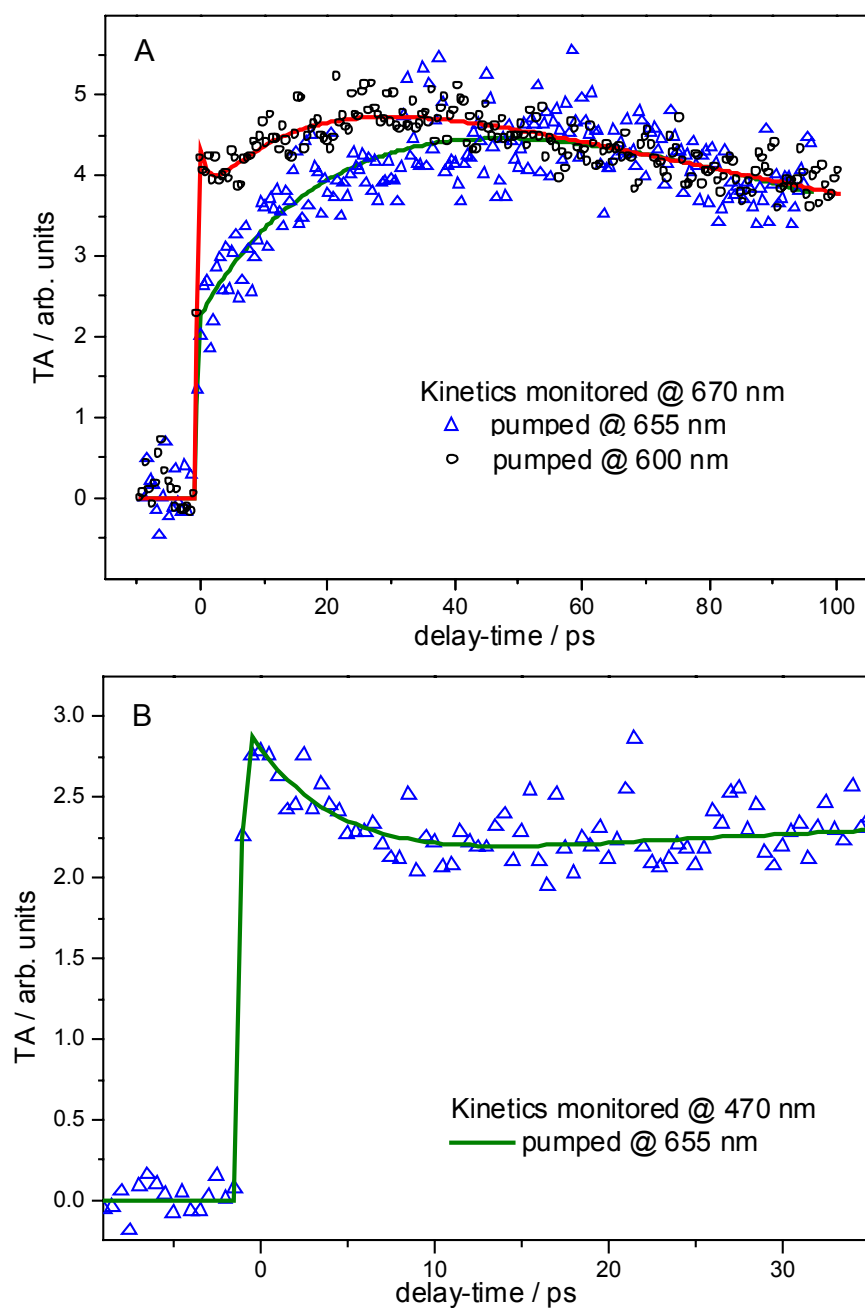 A
5
4
3
2
1
0
TA / arb. units
Kinetics monitored @ 670 nm
pumped @ 655 nm
pumped @ 600 nm
0 20 40 60 80 100
delay-time / ps
B
3.0
2.5
2.0
1.5
1.0
0.5
0.0
TA / arb. units
Kinetics monitored @ 470 nm
pumped @ 655 nm
0 10 20 30
delay-time / ps